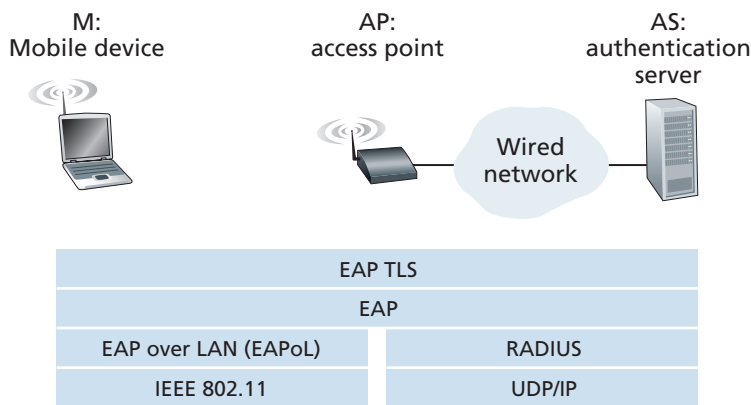 M:
Mobile device
AP:
access point
AS:
authentication
server
Wired
network
EAP TLS
EAP
EAP over LAN (EAPoL)
RADIUS
IEEE 802.11
UDP/IP